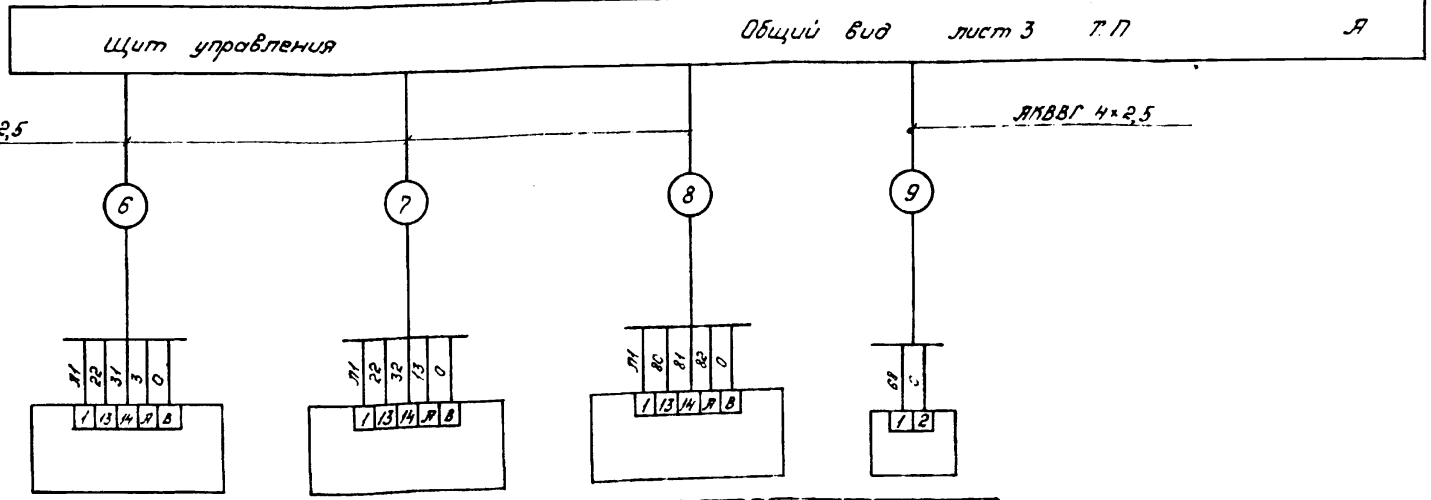 Щит управления Общий вид лист 3 Т.П А
2,5
АКВВГ 4×2,5
6 7 8 9
Л1 22 31 3 0
Л1 22 32 13 0
Л1 80 81 82 0
68
1 13 14 А В
1 13 14 А В
1 13 14 А В
1 2